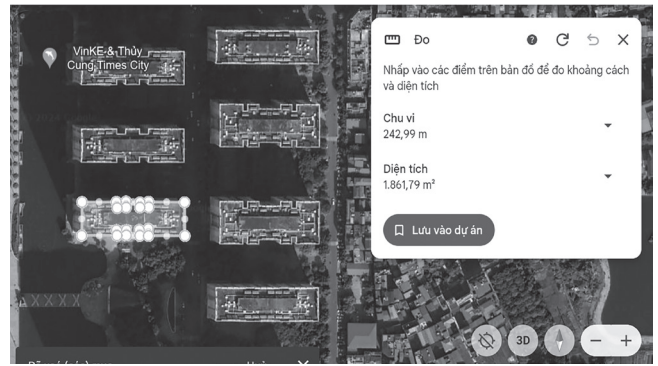 VinKE & Thủy
Cung Times City
Đo
Nhấp vào các điểm trên bản đồ để đo khoảng cách
và diện tích
Chu vi
242,99 m
Diện tích
1.861,79 m²
Lưu vào dự án
3D